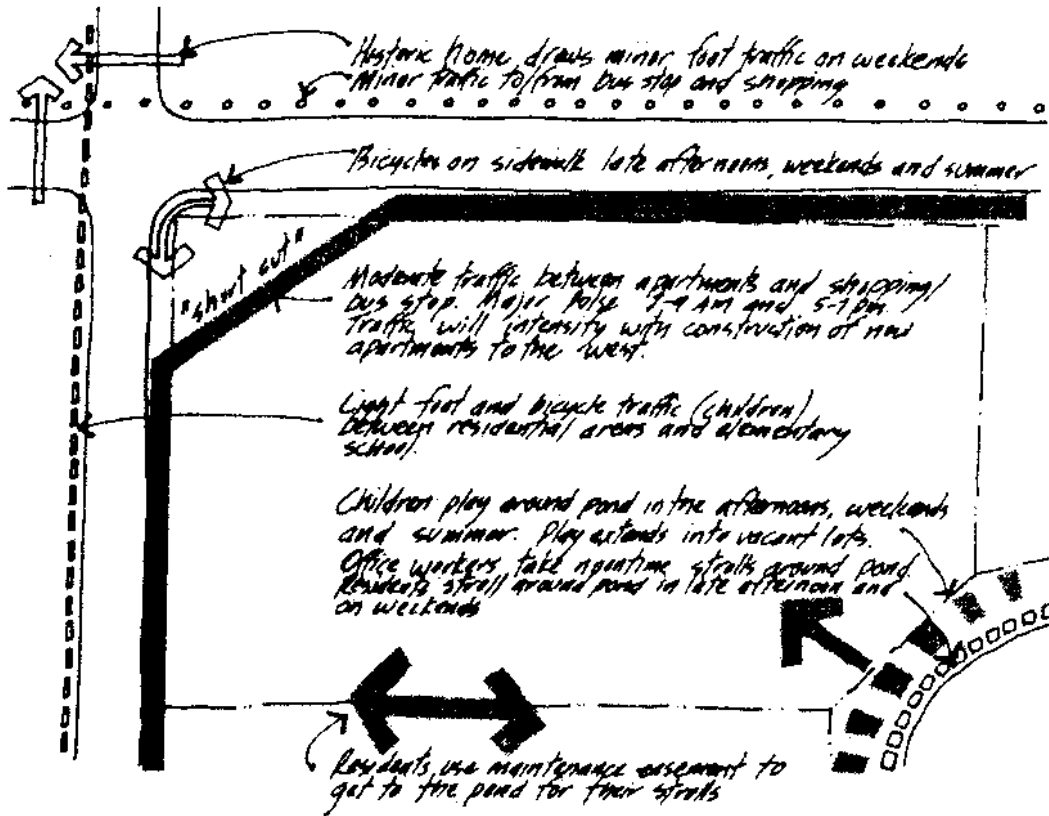 Historic home draws minor foot traffic on weekends
Minor traffic to/from bus stop and shopping
Bicycles on sidewalk late afternoons, weekends and summer
"short cut"
Moderate traffic between apartments and shopping/
bus stop. Major pulse 7-9 AM and 5-7 pm.
Traffic will intensify with construction of new
apartments to the west.
Light foot and bicycle traffic (children)
between residential areas and elementary
school.
Children play around pond in the afternoons, weekends
and summer. Play extends into vacant lots.
Office workers take noontime strolls around pond
Residents stroll around pond in late afternoon and
on weekends
Residents use maintenance easement to
get to the pond for their strolls